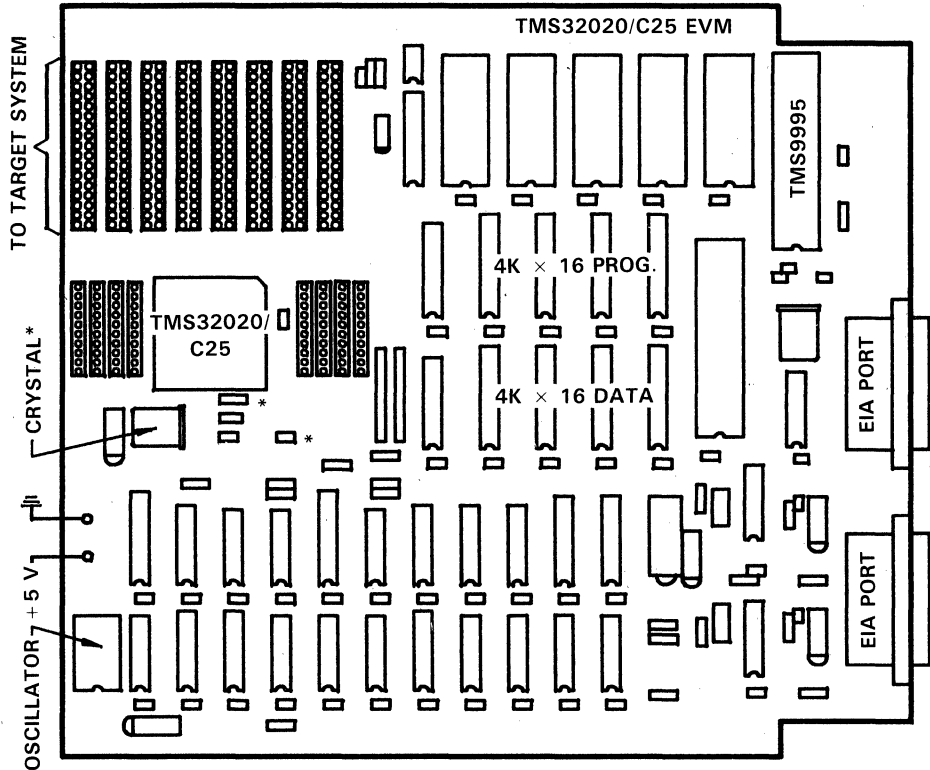 TMS32020/C25 EVM
TO TARGET SYSTEM
TMS9995
4K × 16 PROG.
TMS32020/
C25
CRYSTAL*
4K × 16 DATA
EIA PORT
*
*
+5 V
OSCILLATOR
EIA PORT